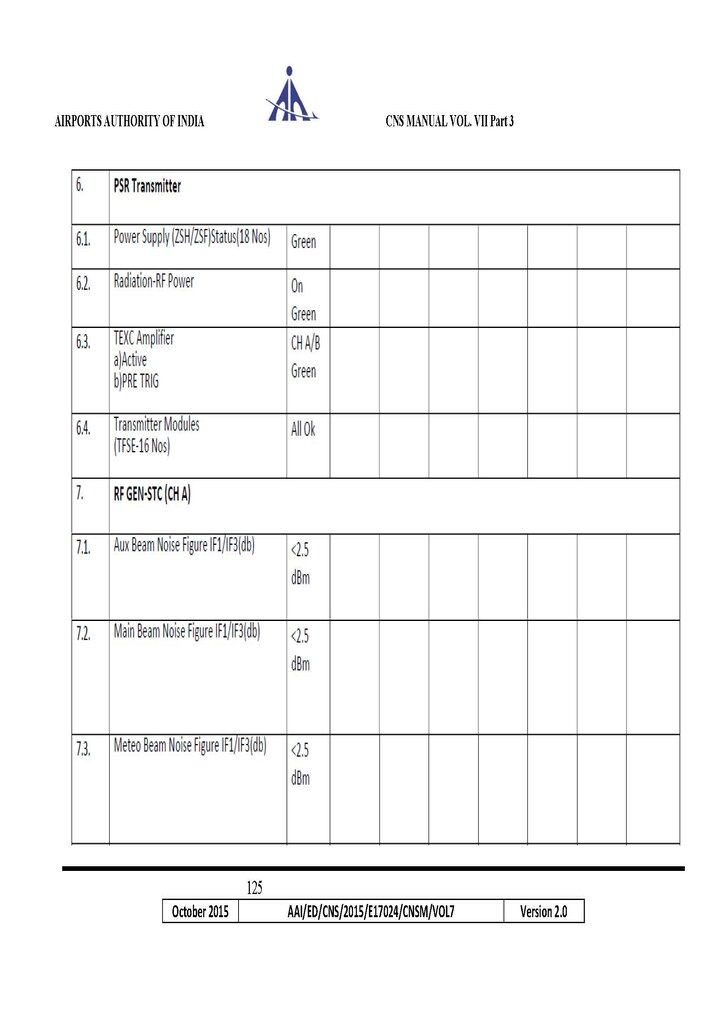 AIRPORTS AUTHORITY OF INDIA CNS MANUAL VOL. VII Part 3
6. PSR Transmitter
6.1. Power Supply (ZSH/ZSF)Status(18 Nos) Green
6.2. Radiation-RF Power On
Green
6.3. TEXC Amplifier CH A/B
a)Active
Green
b)PRE TRIG
6.4. Transmitter Modules All Ok
(TFSE-16 Nos)
7. RF GEN-STC (CH A)
7.1. Aux Beam Noise Figure IF1/IF3(db) <2.5
dBm
7.2. Main Beam Noise Figure IF1/IF3(db) <2.5
dBm
7.3. Meteo Beam Noise Figure IF1/IF3(db) <2.5
dBm
125
October 2015 AAI/ED/CNS/2015/E17024/CNSM/VOL7 Version 2.0